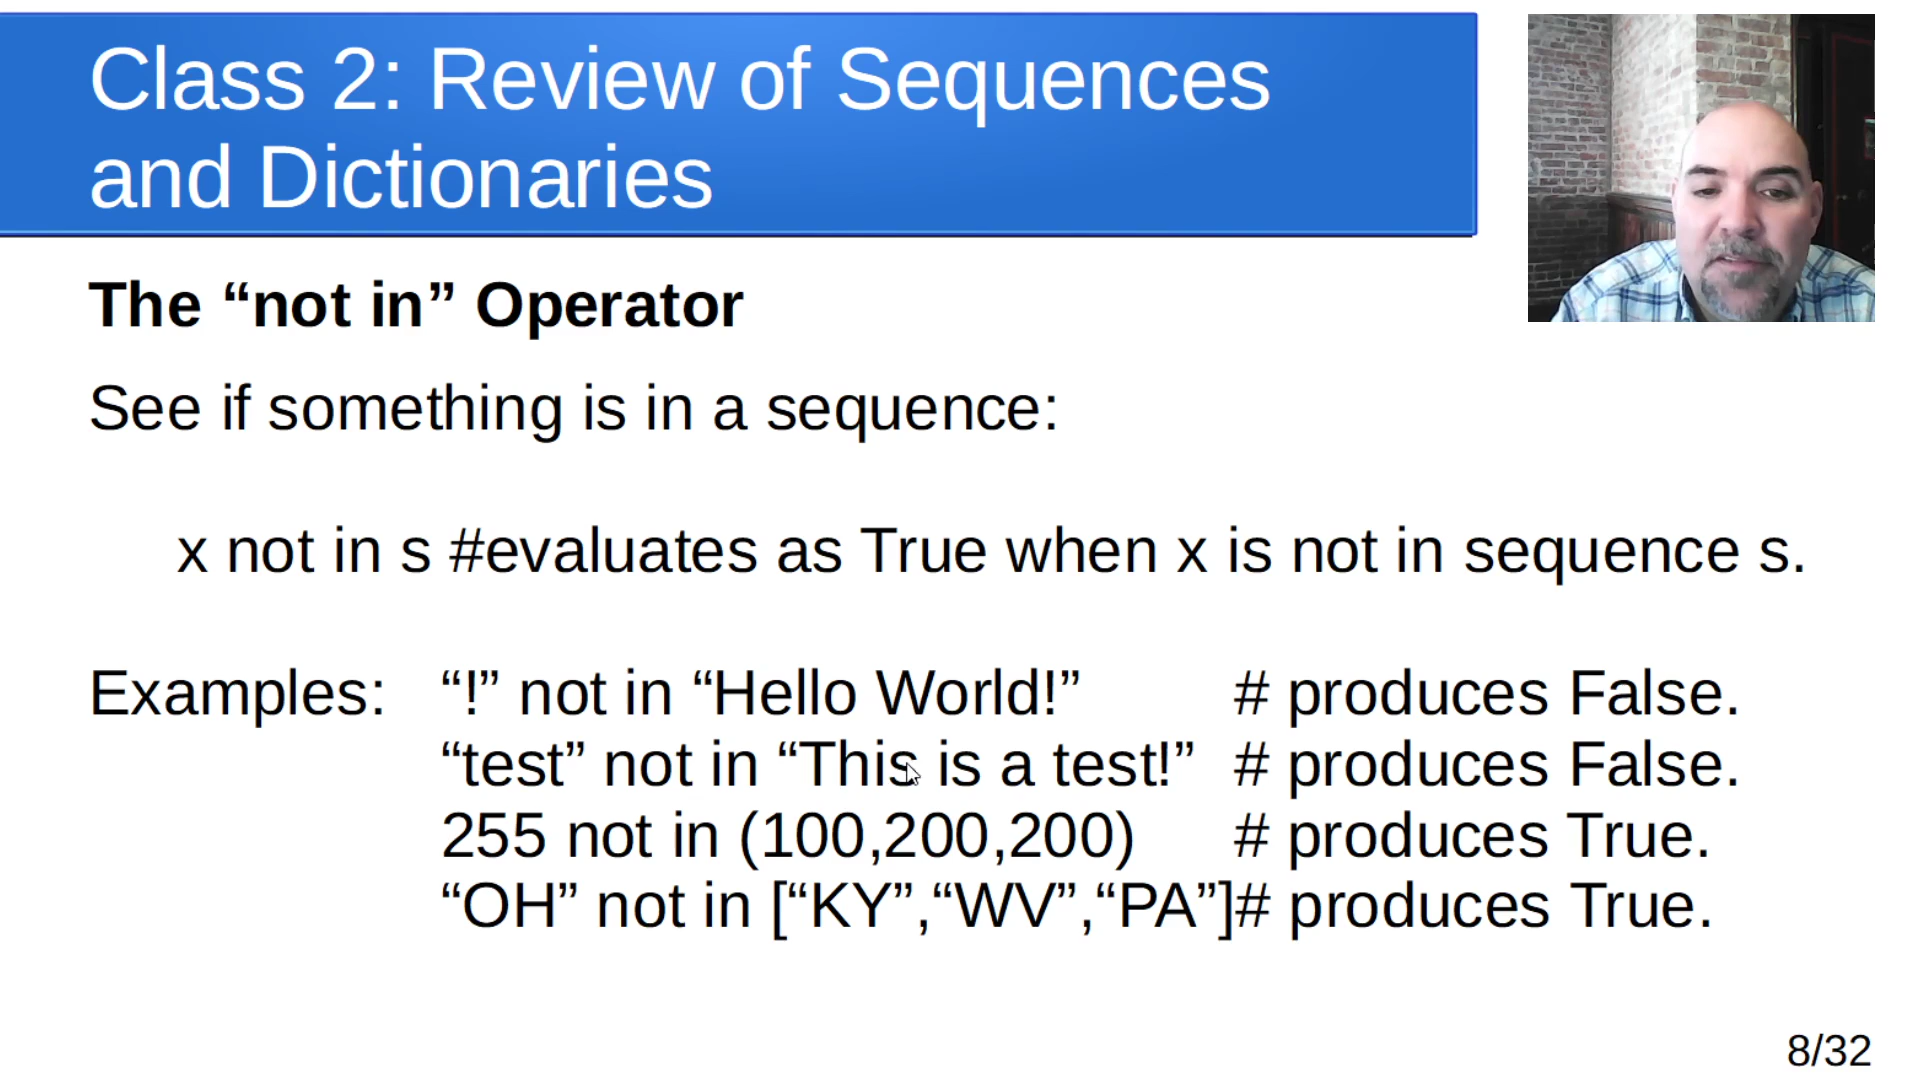 Class 2: Review of Sequences
and Dictionaries
The “not in” Operator
See if something is in a sequence:
x not in s #evaluates as True when x is not in sequence s.
Examples: “!” not in “Hello World!” # produces False.
“test” not in “This is a test!” # produces False.
255 not in (100,200,200) # produces True.
“OH” not in [“KY”,“WV”,“PA”]# produces True.
8/32